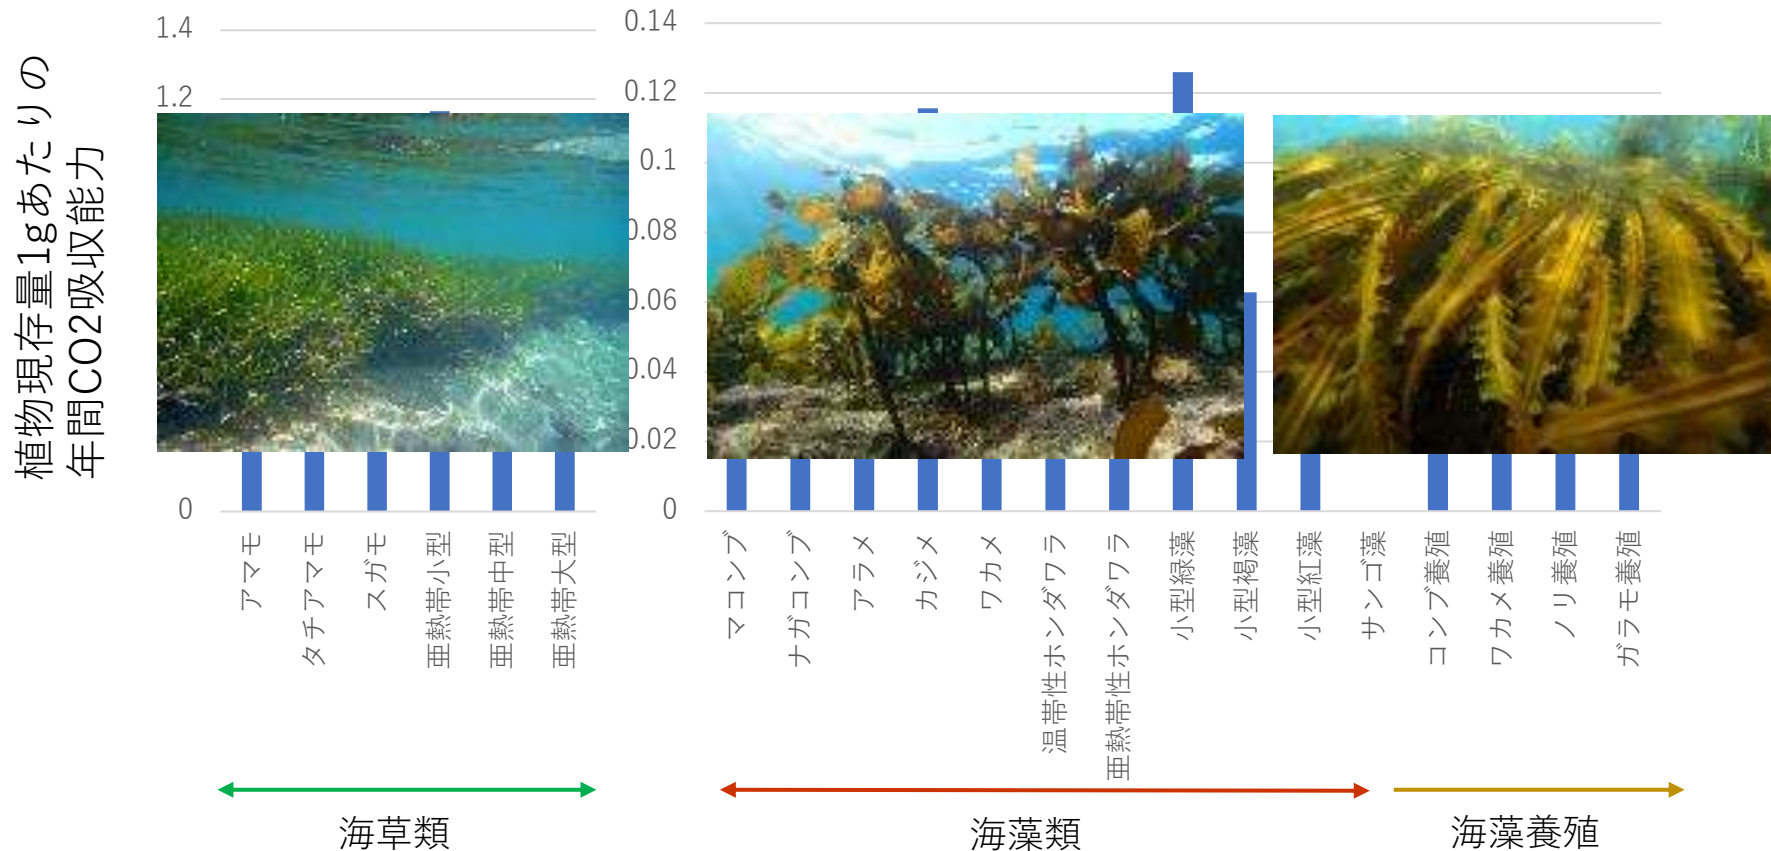 植物現存量1gあたりの
年間CO2吸収能力
1.4
1.2
0
0.14
0.12
0.1
0.08
0.06
0.04
0.02
0
アマモ
タチアマモ
スガモ
亜熱帯小型
亜熱帯中型
亜熱帯大型
マコンブ
ナガコンブ
アラメ
カジメ
ワカメ
温帯性ホンダワラ
亜熱帯性ホンダワラ
小型緑藻
小型褐藻
小型紅藻
サンゴ藻
コンブ養殖
ワカメ養殖
ノリ養殖
ガラモ養殖
海草類
海藻類
海藻養殖